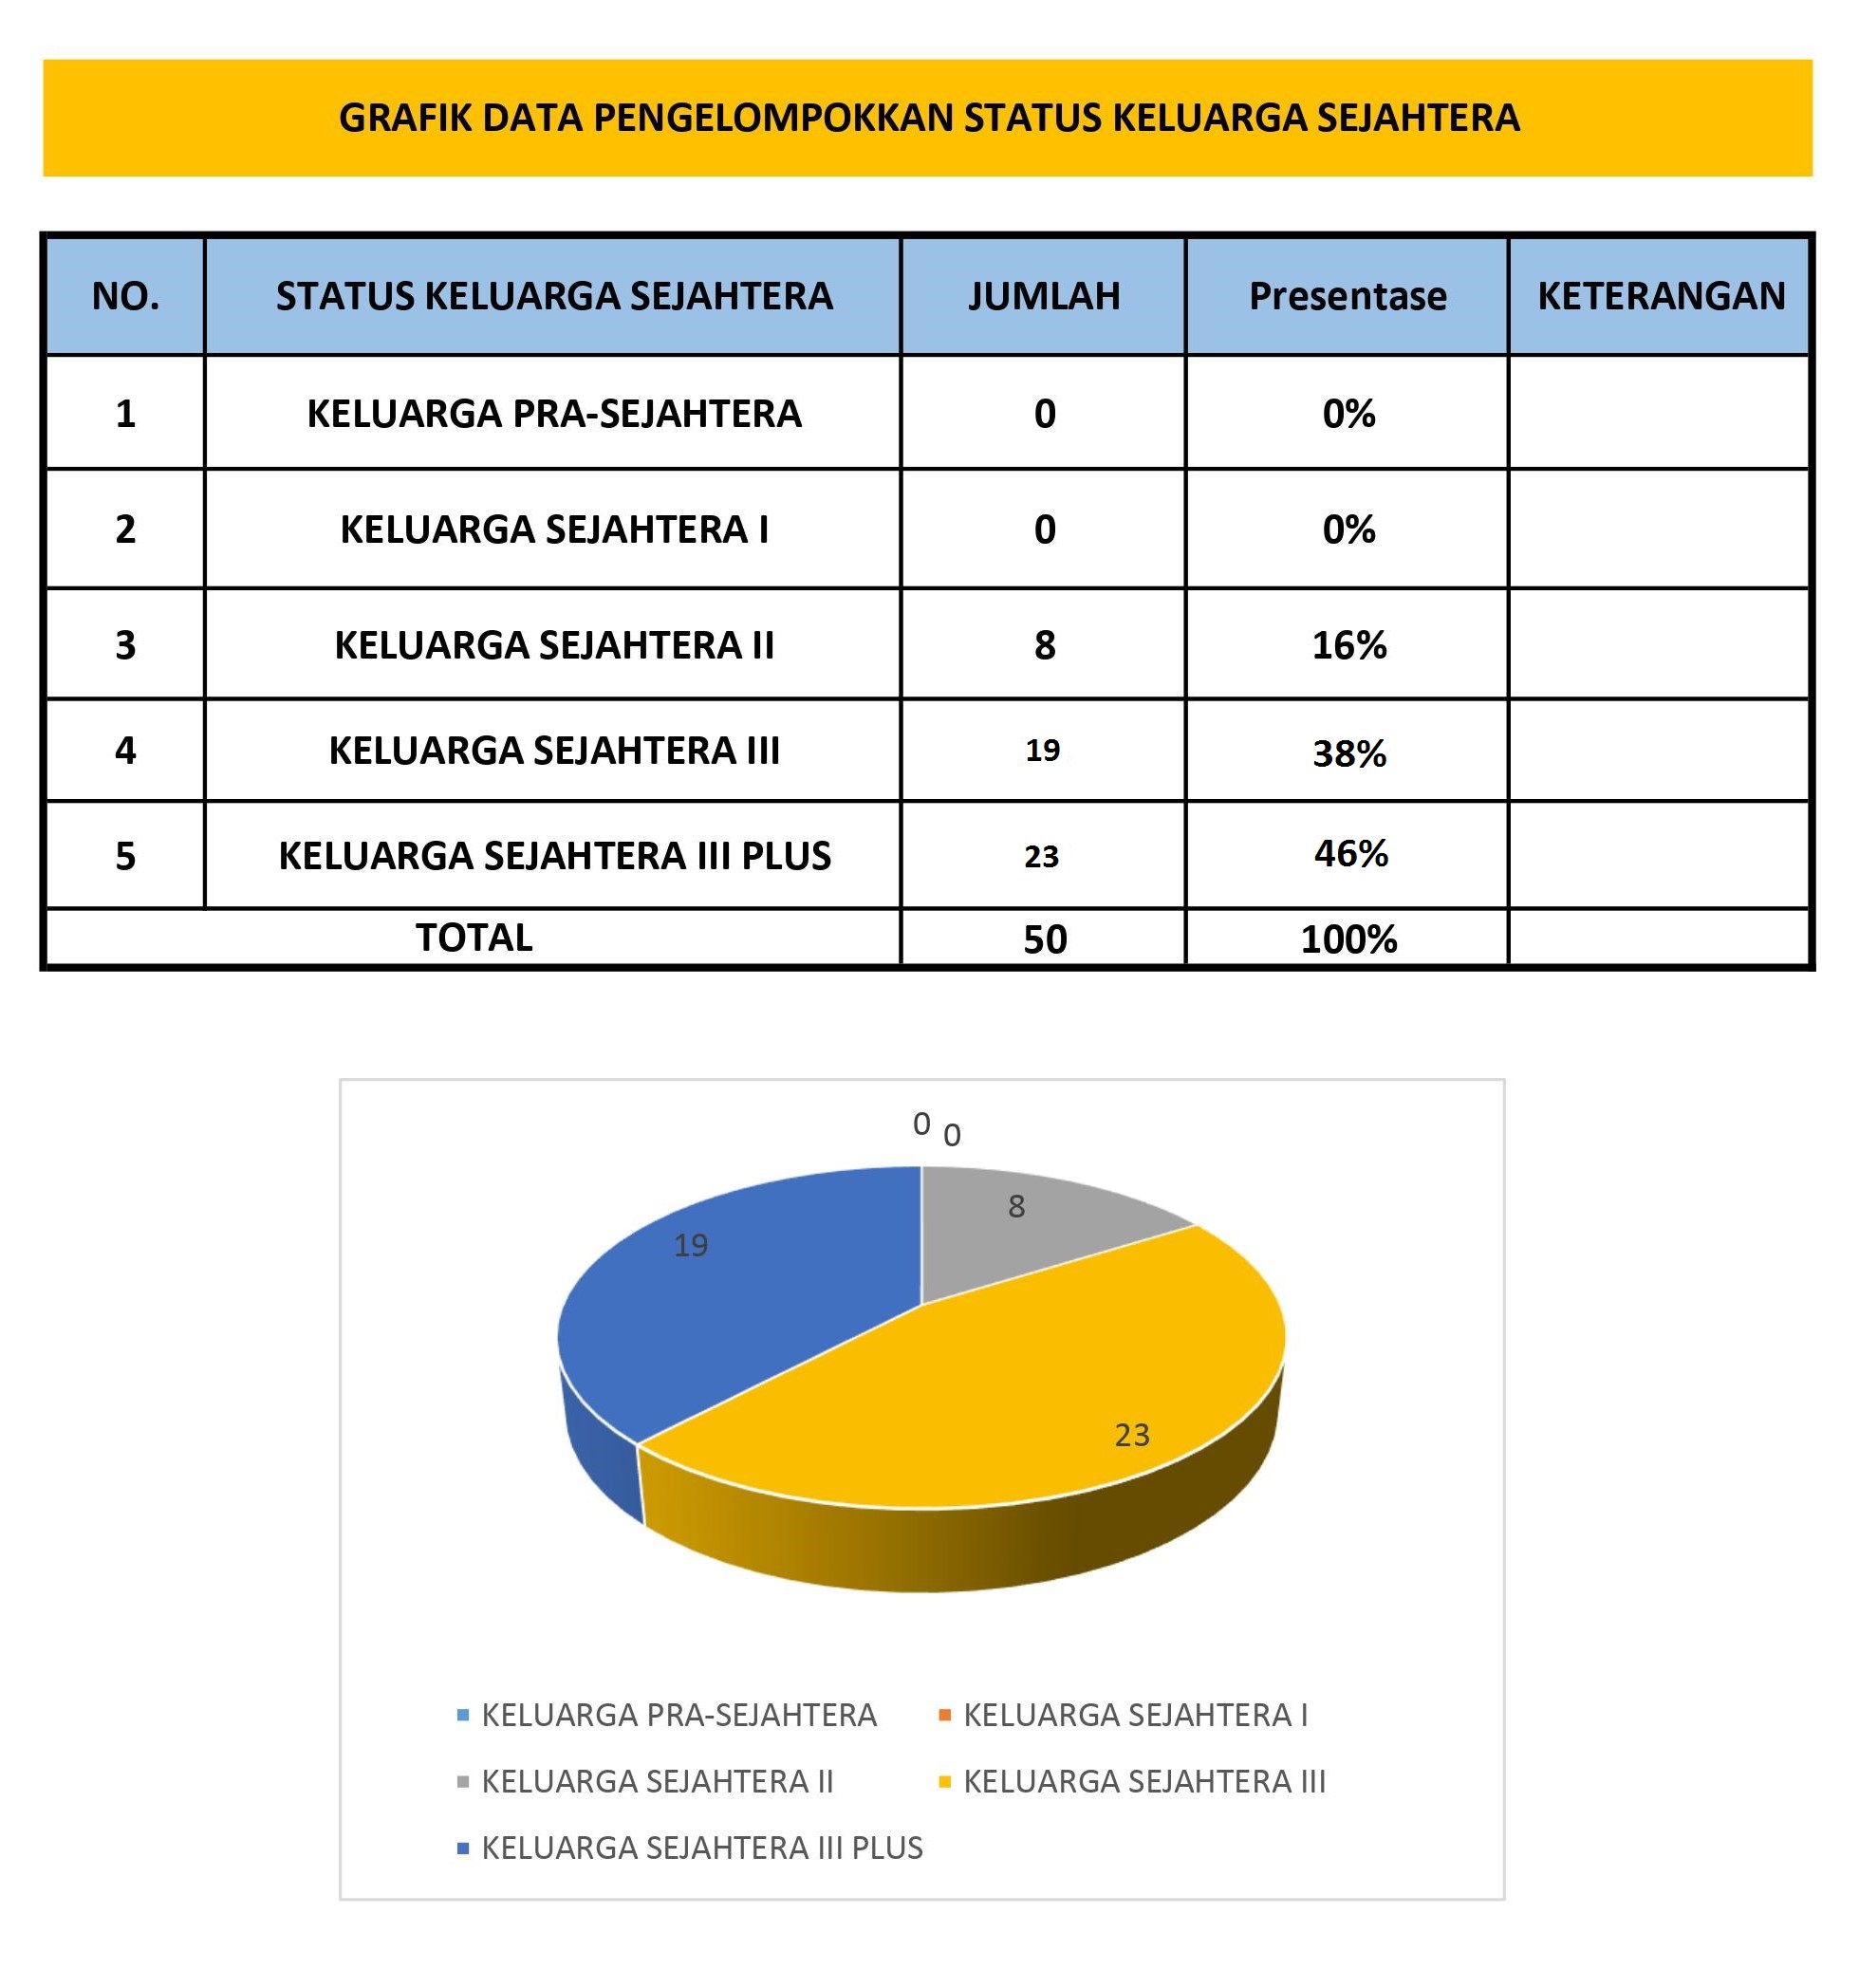 GRAFIK DATA PENGELOMPOKKAN STATUS KELUARGA SEJAHTERA
NO. STATUS KELUARGA SEJAHTERA JUMLAH Presentase KETERANGAN
1 KELUARGA PRA-SEJAHTERA 0 0%
2 KELUARGA SEJAHTERA I 0 0%
3 KELUARGA SEJAHTERA II 8 16%
4 KELUARGA SEJAHTERA III 19 38%
5 KELUARGA SEJAHTERA III PLUS 23 46%
TOTAL 50 100%
0 0
8
19
23
KELUARGA PRA-SEJAHTERA KELUARGA SEJAHTERA I
KELUARGA SEJAHTERA II KELUARGA SEJAHTERA III
KELUARGA SEJAHTERA III PLUS